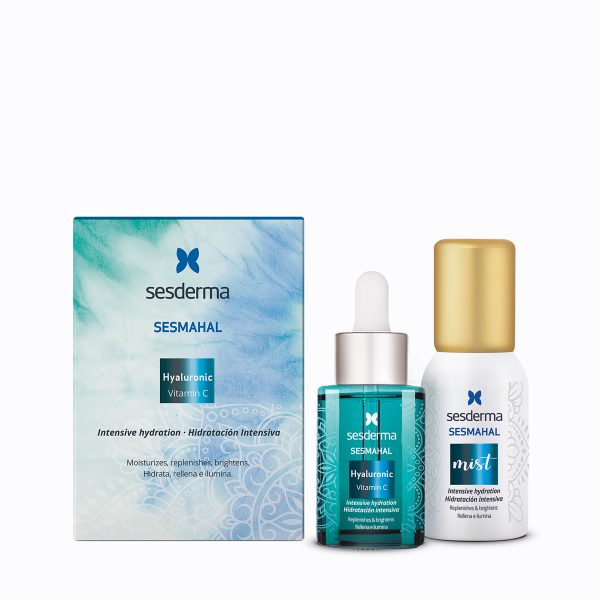 sesderma
SESMAHAL
Hyaluronic
Vitamin C
Intensive hydration · Hidratación Intensiva
Moisturizes, replenishes, brightens.
Hidrata, rellena e ilumina.
sesderma
SESMAHAL
Hyaluronic
Vitamin C
Intensive hydration
Hidratación intensiva
Replenishes & brightens
Rellena e ilumina
sesderma
SESMAHAL
mist
Intensive hydration
Hidratación intensiva
Replenishes & brightens
Rellena e ilumina